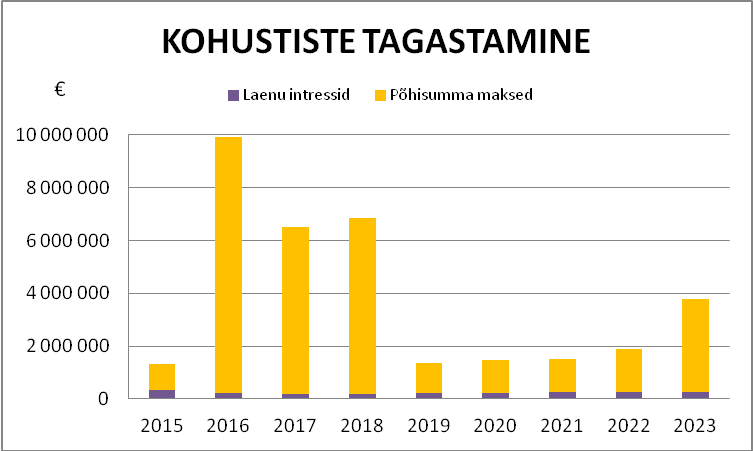 KOHUSTISTE TAGASTAMINE
€
Laenu intressid Põhisumma maksed
10 000 000
8 000 000
6 000 000
4 000 000
2 000 000
0
2015 2016 2017 2018 2019 2020 2021 2022 2023